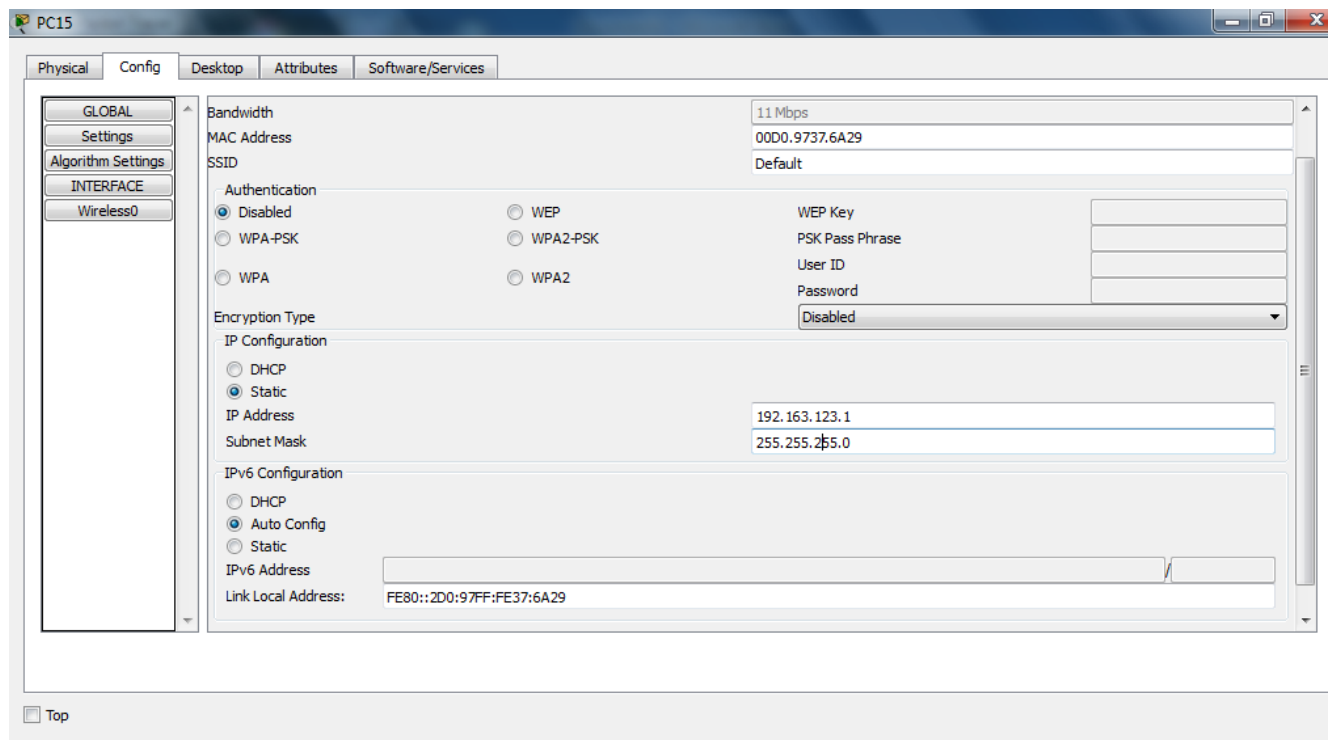 PC15
Physical Config Desktop Attributes Software/Services
GLOBAL
Settings
Algorithm Settings
INTERFACE
Wireless0
Bandwidth 11 Mbps
MAC Address 00D0.9737.6A29
SSID Default
Authentication
Disabled WEP WEP Key
WPA-PSK WPA2-PSK PSK Pass Phrase
User ID
WPA WPA2
Password
Encryption Type Disabled
IP Configuration
DHCP
Static
IP Address 192.163.123.1
Subnet Mask 255.255.255.0
IPv6 Configuration
DHCP
Auto Config
Static
IPv6 Address /
Link Local Address: FE80::2D0:97FF:FE37:6A29
Top